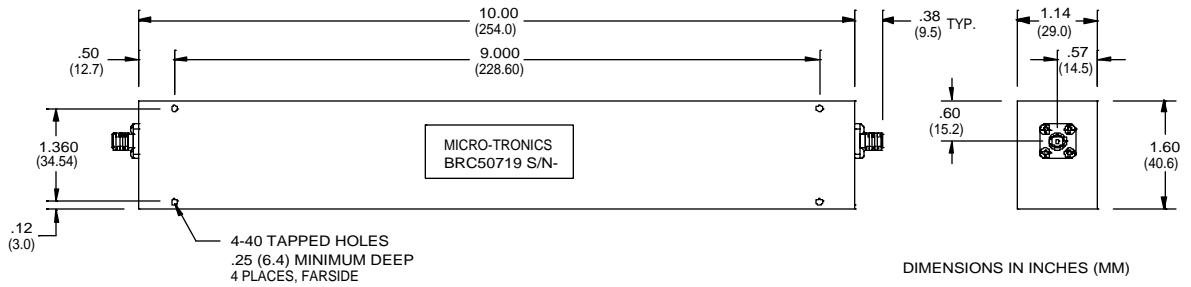 10.00
(254.0)
.38
(9.5) TYP.
1.14
(29.0)
.50
(12.7)
9.000
(228.60)
.57
(14.5)
.60
(15.2)
1.360
(34.54)
MICRO-TRONICS
BRC50719 S/N-
1.60
(40.6)
.12
(3.0)
4-40 TAPPED HOLES
.25 (6.4) MINIMUM DEEP
4 PLACES, FARSIDE
DIMENSIONS IN INCHES (MM)